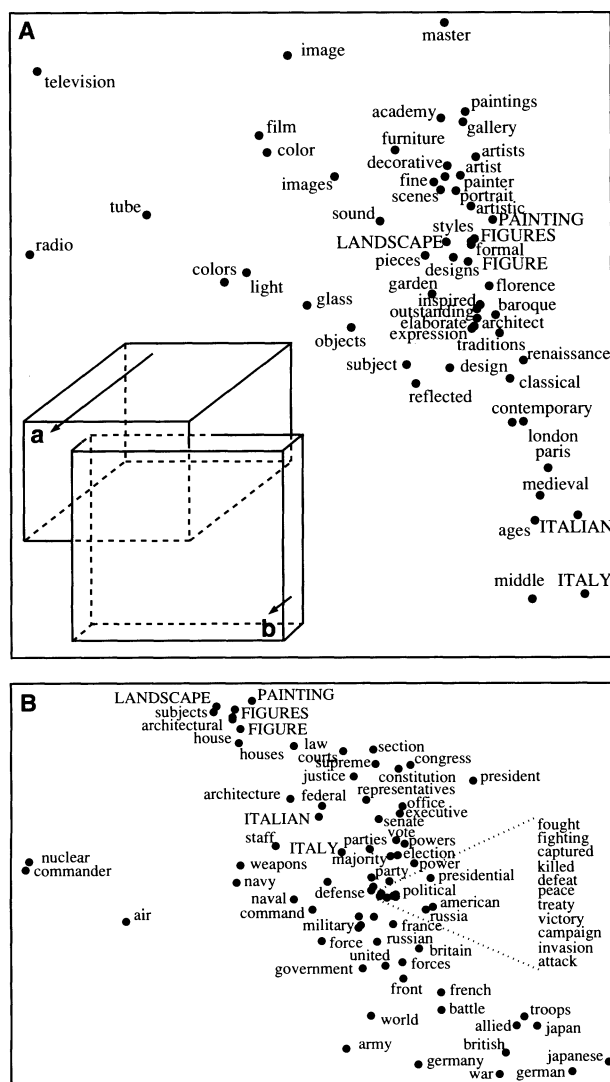 A
master
image
television
paintings
academy
gallery
film
furniture
color
artists
decorative
artist
images
fine
painter
scenes
portrait
tube
artistic
sound
PAINTING
styles
FIGURES
LANDSCAPE
radio
formal
pieces
designs
FIGURE
colors
light
garden
florence
glass
inspired
baroque
outstanding
elaborate
architect
objects
expression
traditions
renaissance
subject
design
classical
reflected
contemporary
a
london
paris
medieval
ages
ITALIAN
middle
ITALY
b
B
LANDSCAPE
PAINTING
subjects
FIGURES
architectural
FIGURE
house
houses
law
section
courts
supreme
congress
justice
constitution
president
representatives
architecture
federal
office
ITALIAN
executive
senate
fought
staff
vote
fighting
parties
powers
captured
ITALY
election
nuclear
majority
killed
commander
weapons
power
defeat
party
presidential
peace
navy
defense
political
treaty
naval
american
victory
command
russia
air
military
france
campaign
force
russian
invasion
united
britain
attack
government
forces
front
french
battle
troops
world
allied
japan
army
british
japanese
germany
war
german